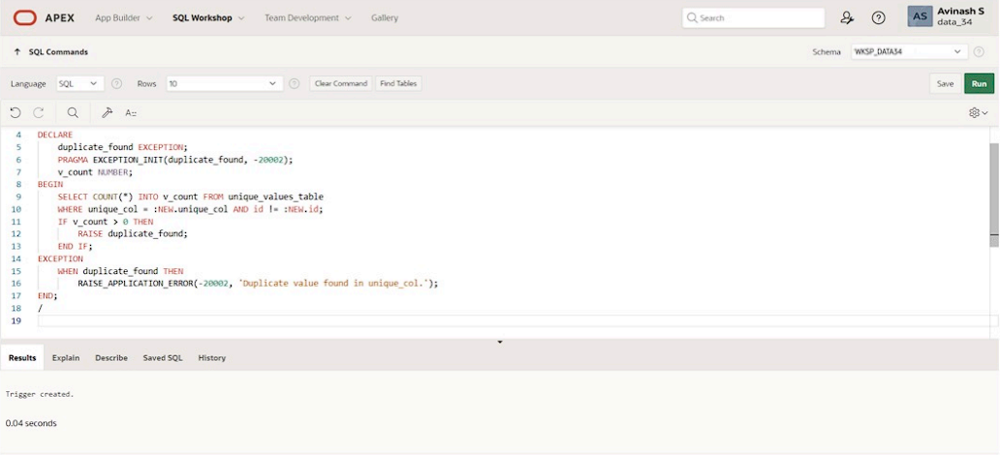 APEX App Builder SQL Workshop Team Development Gallery Search AS Avinash S
data_34
SQL Commands Schema WKSP_DATA34
Language SQL Rows 10 Clear Command Find Tables Save Run
A=
4 DECLARE
5 duplicate_found EXCEPTION;
6 PRAGMA EXCEPTION_INIT(duplicate_found, -20002);
7 v_count NUMBER;
8 BEGIN
9 SELECT COUNT(*) INTO v_count FROM unique_values_table
10 WHERE unique_col = :NEW.unique_col AND id != :NEW.id;
11 IF v_count > 0 THEN
12 RAISE duplicate_found;
13 END IF;
14 EXCEPTION
15 WHEN duplicate_found THEN
16 RAISE_APPLICATION_ERROR(-20002, 'Duplicate value found in unique_col.');
17 END;
18 /
19
Results Explain Describe Saved SQL History
Trigger created.
0.04 seconds